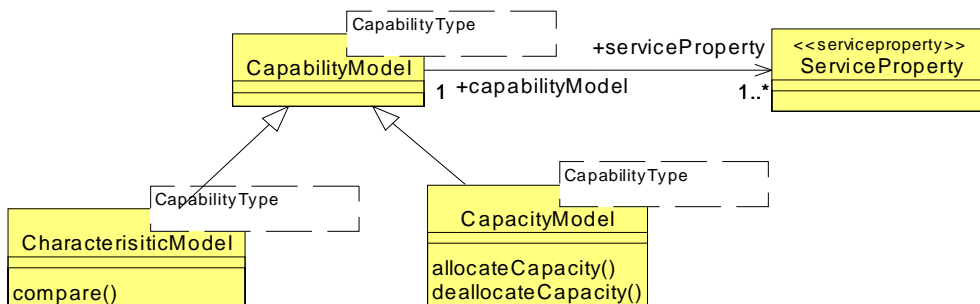 CapabilityType
CapabilityModel
+serviceProperty
<<serviceproperty>>
ServiceProperty
1
+capabilityModel
1..*
CapabilityType
CharacterisiticModel
compare()
CapabilityType
CapacityModel
allocateCapacity()
deallocateCapacity()